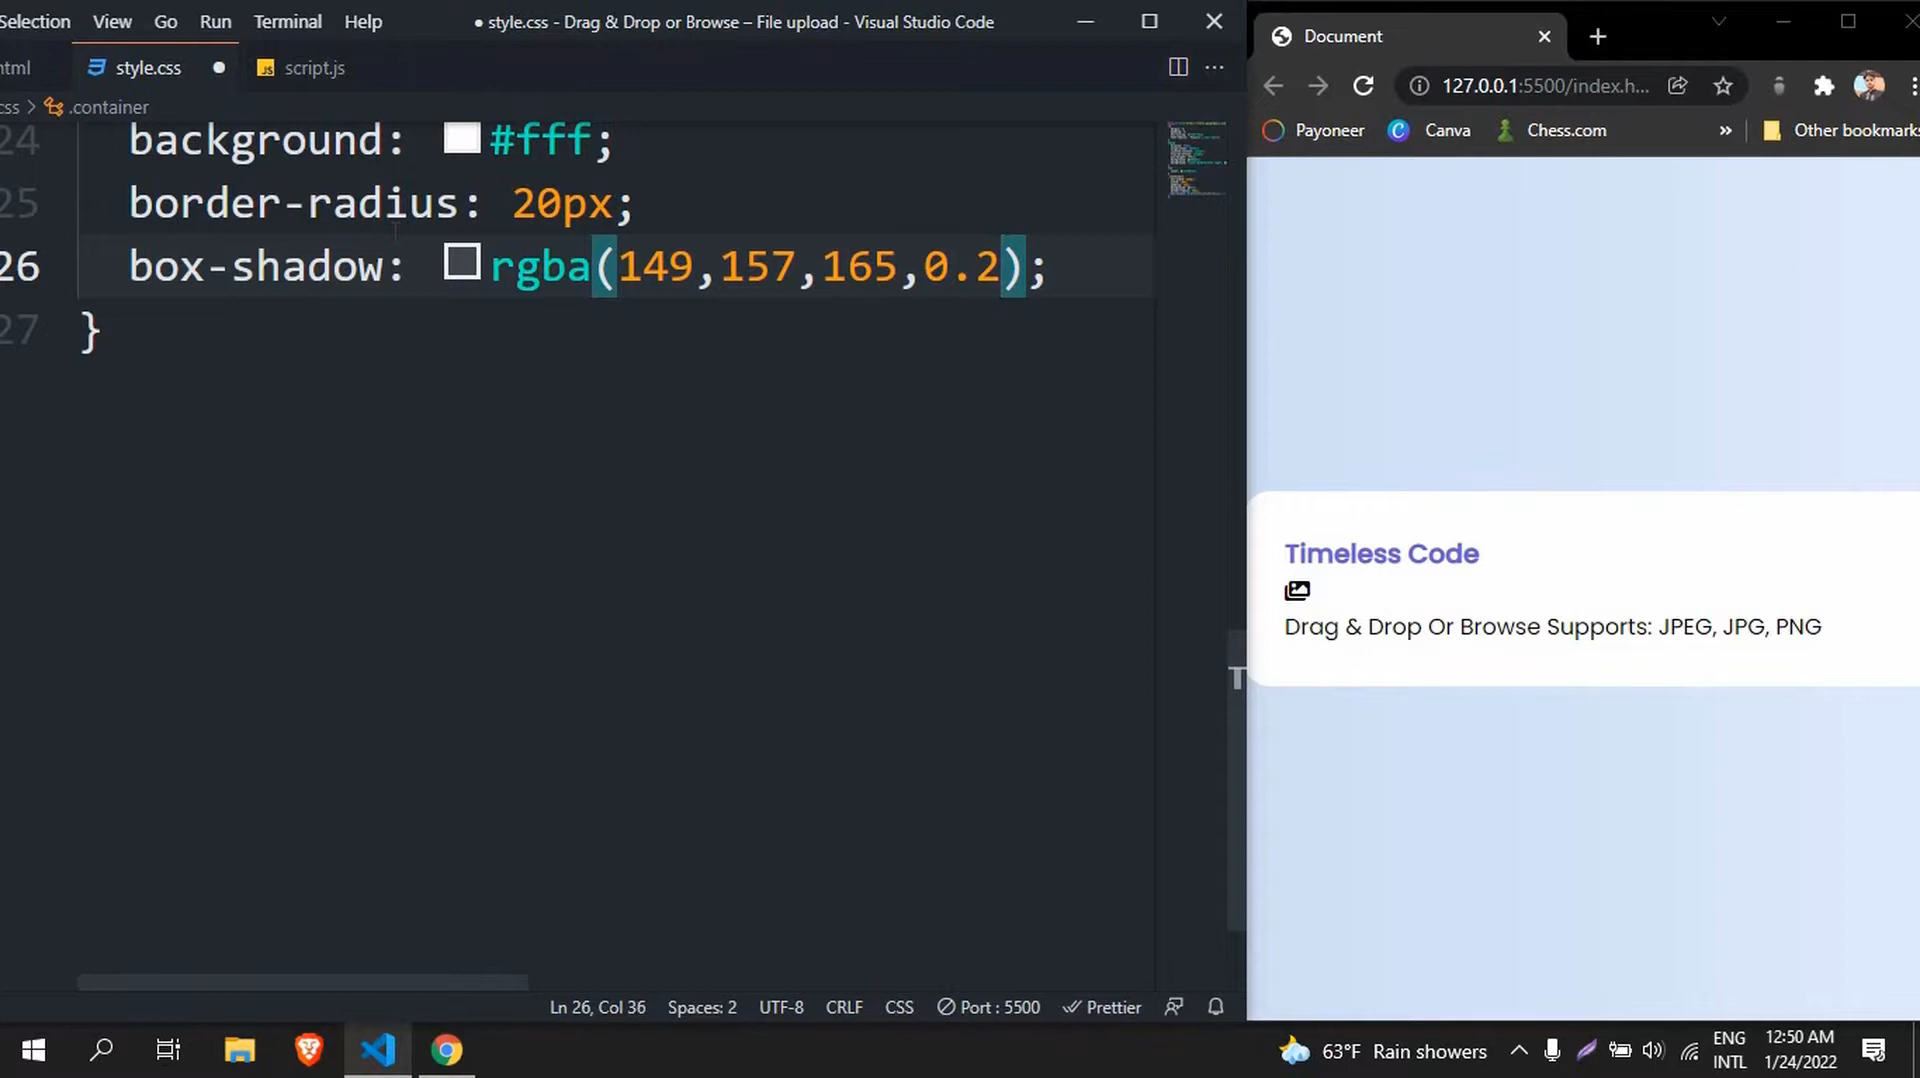 Selection View Go Run Terminal Help ● style.css - Drag & Drop or Browse – File upload - Visual Studio Code
html style.css ● JS script.js
css > .container
24 background: #fff;
25 border-radius: 20px;
26 box-shadow: rgba(149,157,165,0.2);
27 }
Ln 26, Col 36 Spaces: 2 UTF-8 CRLF CSS Port : 5500 Prettier
Document
127.0.0.1:5500/index.h...
Payoneer Canva Chess.com » Other bookmarks
Timeless Code
Drag & Drop Or Browse Supports: JPEG, JPG, PNG
T
63°F Rain showers
ENG
INTL
12:50 AM
1/24/2022